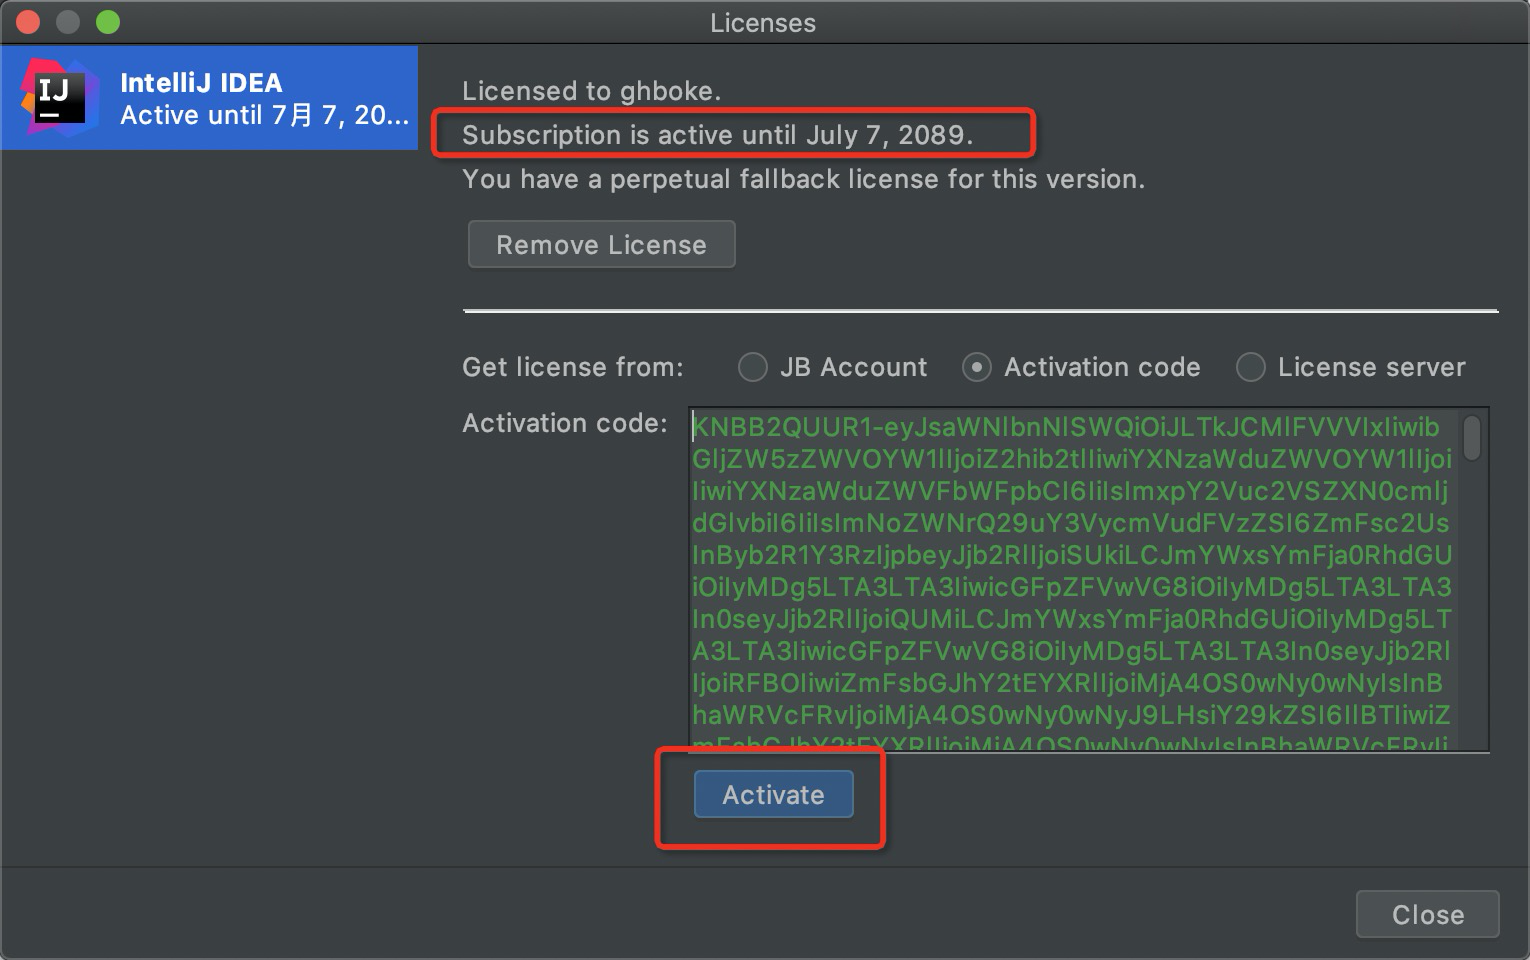 Licenses
IntelliJ IDEA
Active until 7月 7, 20...
Licensed to ghboke.
Subscription is active until July 7, 2089.
You have a perpetual fallback license for this version.
Remove License
Get license from: JB Account Activation code License server
Activation code:
KNBB2QUUR1-eyJsaWNlbnNlSWQiOiJLTkJCMlFVVVIxIiwib
GljZW5zZWVOYW1lIjoiZ2hib2tlIiwiYXNzaWduZWVOYW1lIjoi
IiwiYXNzaWduZWVFbWFpbCI6IiIsImxpY2Vuc2VSZXN0cmlj
dGlvbiI6IiIsImNoZWNrQ29uY3VycmVudFVzZSI6ZmFsc2Us
InByb2R1Y3RzIjpbeyJjb2RlIjoiSUkiLCJmYWxsYmFja0RhdGU
iOiIyMDg5LTA3LTA3IiwicGFpZFVwVG8iOiIyMDg5LTA3LTA3
In0seyJjb2RlIjoiQUMiLCJmYWxsYmFja0RhdGUiOiIyMDg5LT
A3LTA3IiwicGFpZFVwVG8iOiIyMDg5LTA3LTA3In0seyJjb2Rl
IjoiRFBOIiwiZmFsbGJhY2tEYXRlIjoiMjA4OS0wNy0wNyIsInB
haWRVcFRvIjoiMjA4OS0wNy0wNyJ9LHsiY29kZSI6IlBTIiwiZ
Activate
Close